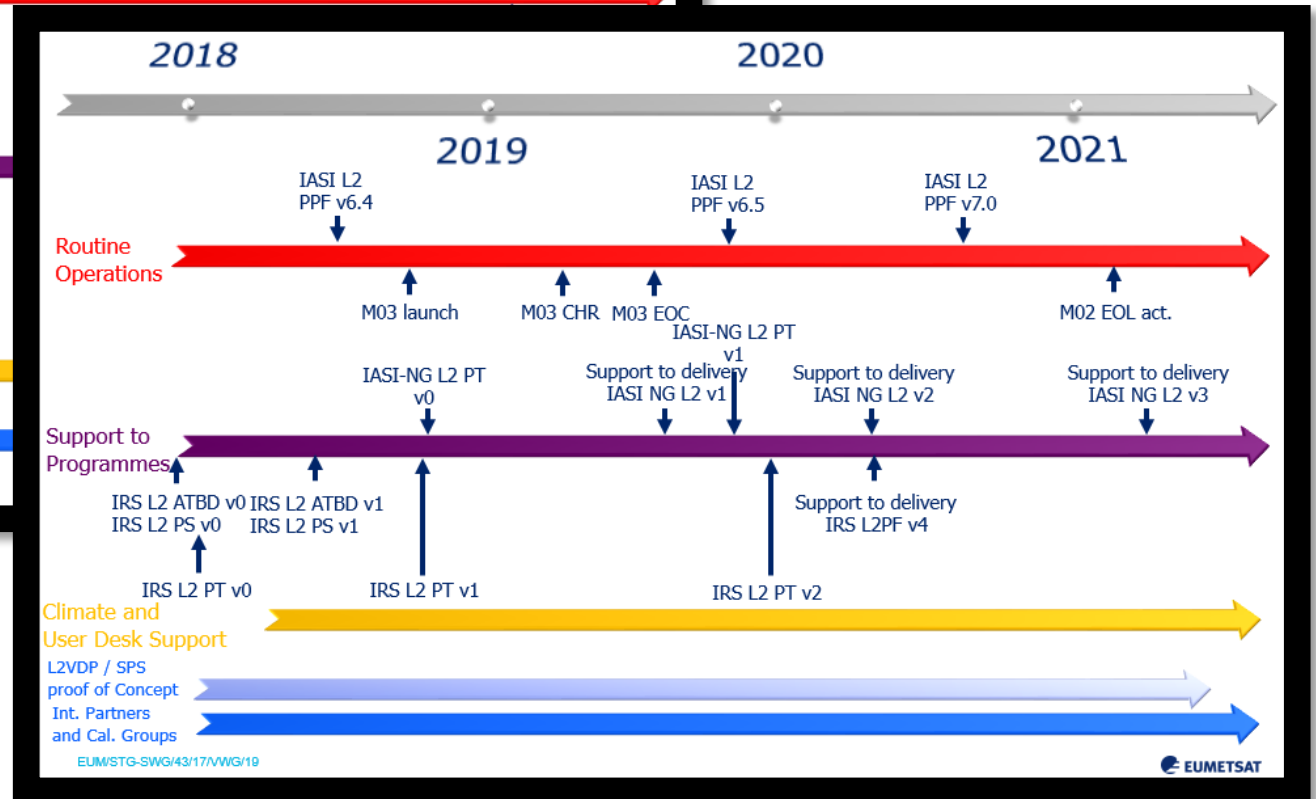 2018
2020
2019
2021
IASI L2
PPF v6.4
IASI L2
PPF v6.5
IASI L2
PPF v7.0
Routine
Operations
M03 launch
M03 CHR
M03 EOC
M02 EOL act.
IASI-NG L2 PT
v1
IASI-NG L2 PT
v0
Support to delivery
IASI NG L2 v1
Support to delivery
IASI NG L2 v2
Support to delivery
IASI NG L2 v3
Support to
Programmes
IRS L2 ATBD v0
IRS L2 PS v0
IRS L2 ATBD v1
IRS L2 PS v1
Support to delivery
IRS L2PF v4
IRS L2 PT v0
IRS L2 PT v1
IRS L2 PT v2
Climate and
User Desk Support
L2VDP / SPS
proof of Concept
Int. Partners
and Cal. Groups
EUM/STG-SWG/43/17/VWG/19
EUMETSAT